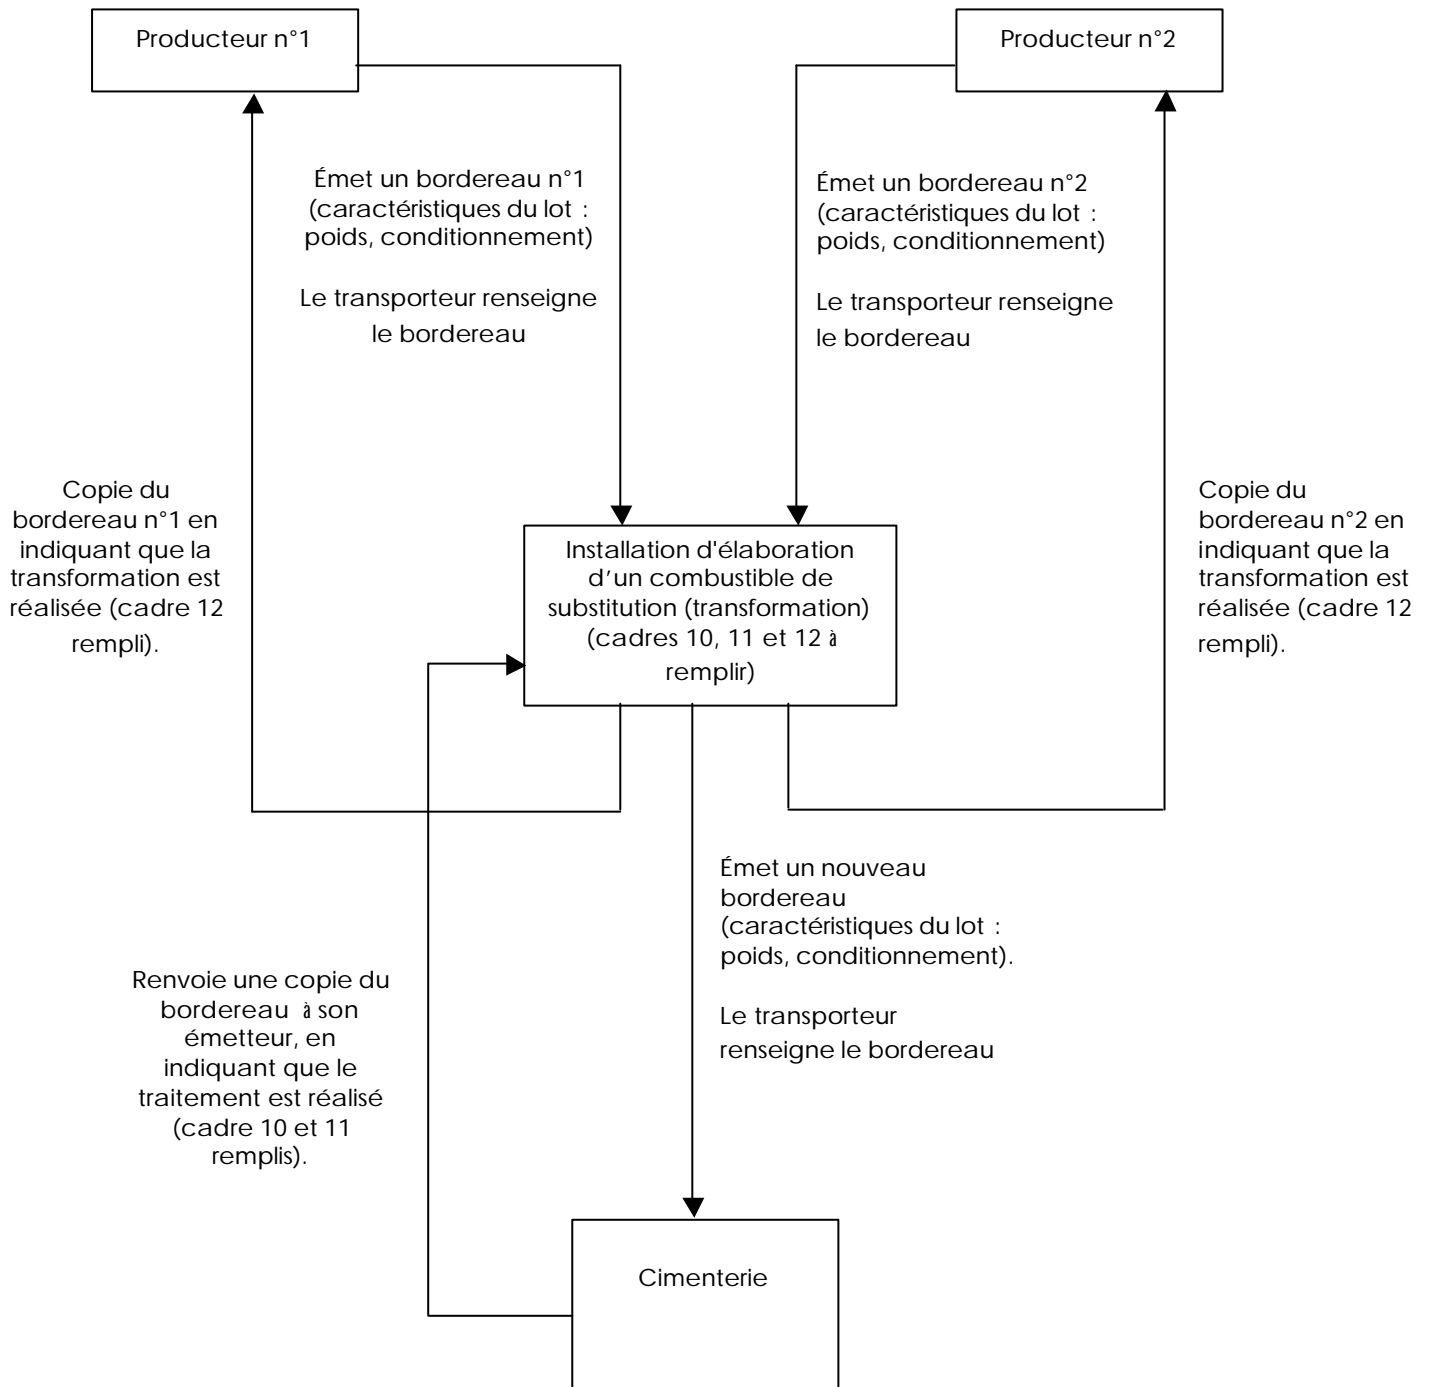 Producteur n°1
Producteur n°2
Émet un bordereau n°1
(caractéristiques du lot :
poids, conditionnement)
Le transporteur renseigne
le bordereau
Émet un bordereau n°2
(caractéristiques du lot :
poids, conditionnement)
Le transporteur renseigne
le bordereau
Copie du
bordereau n°1 en
indiquant que la
transformation est
réalisée (cadre 12
rempli).
Installation d'élaboration
d’un combustible de
substitution (transformation)
(cadres 10, 11 et 12 à
remplir)
Copie du
bordereau n°2 en
indiquant que la
transformation est
réalisée (cadre 12
rempli).
Émet un nouveau
bordereau
(caractéristiques du lot :
poids, conditionnement).
Le transporteur
renseigne le bordereau
Renvoie une copie du
bordereau à son
émetteur, en
indiquant que le
traitement est réalisé
(cadre 10 et 11
remplis).
Cimenterie